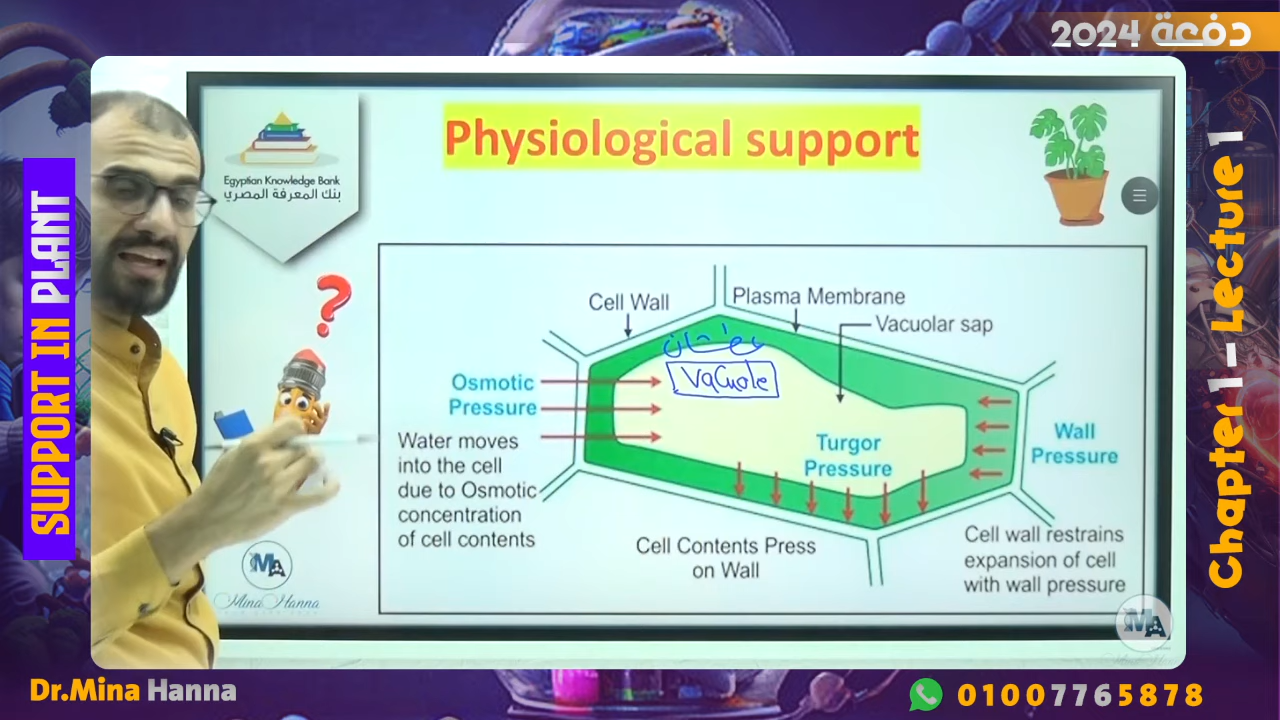 دفعة 2024
Physiological support
Egyptian Knowledge Bank
بنك المعرفة المصري
SUPPORT IN PLANT
Chapter 1 - Lecture 1
Cell Wall
Plasma Membrane
Vacuolar sap
عطشان
Vacuole
Osmotic
Pressure
Water moves
into the cell
due to Osmotic
concentration
of cell contents
Turgor
Pressure
Wall
Pressure
Cell Contents Press
on Wall
Cell wall restrains
expansion of cell
with wall pressure
MA
Mina Hanna
MA
Dr.Mina Hanna
01007765878